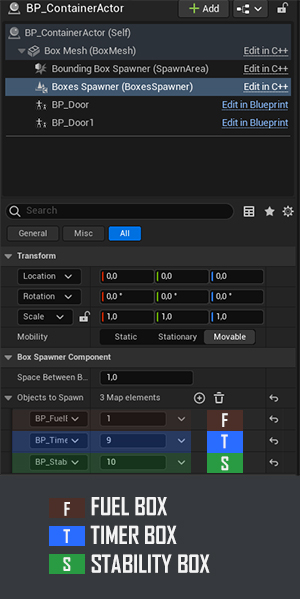 BP_ContainerActor
+ Add
BP_ContainerActor (Self)
Box Mesh (BoxMesh) Edit in C++
Bounding Box Spawner (SpawnArea) Edit in C++
Boxes Spawner (BoxesSpawner) Edit in C++
BP_Door Edit in Blueprint
BP_Door1 Edit in Blueprint
Search
General Misc All
Transform
Location 0,0 0,0 0,0
Rotation 0,0 ° 0,0 ° 0,0 °
Scale 1,0 1,0 1,0
Mobility Static Stationary Movable
Box Spawner Component
Space Between B... 1,0
Objects to Spawn 3 Map elements
BP_Fuell 1 F
BP_Time 9 T
BP_Stab 10 S
F FUEL BOX
T TIMER BOX
S STABILITY BOX